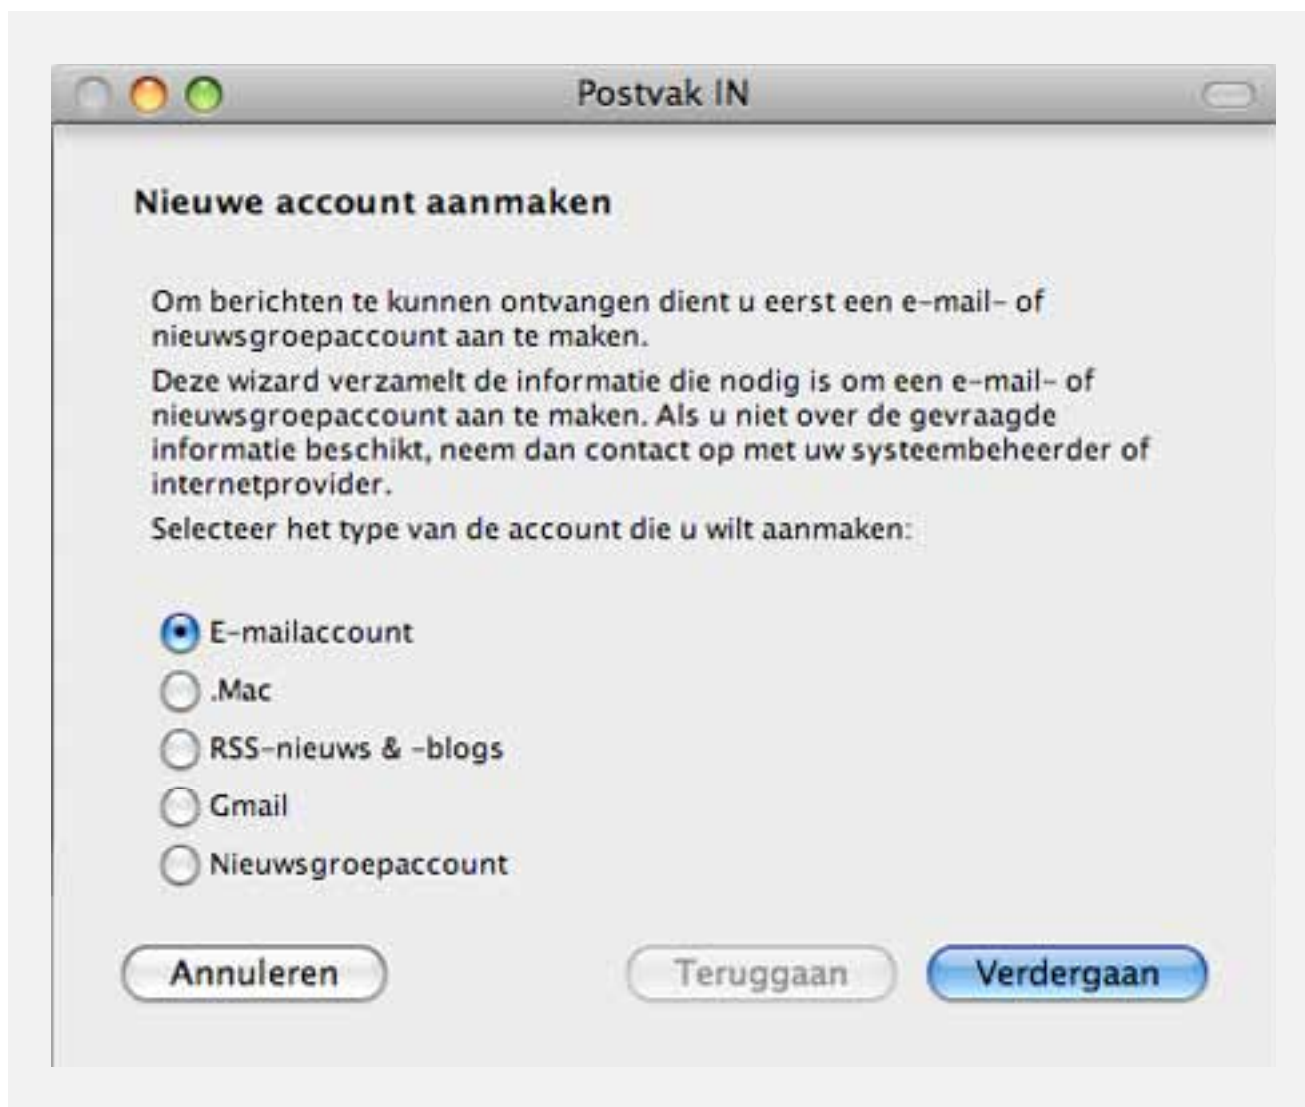 Postvak IN
Nieuwe account aanmaken
Om berichten te kunnen ontvangen dient u eerst een e-mail- of
nieuwsgroepaccount aan te maken.
Deze wizard verzamelt de informatie die nodig is om een e-mail- of
nieuwsgroepaccount aan te maken. Als u niet over de gevraagde
informatie beschikt, neem dan contact op met uw systeembeheerder of
internetprovider.
Selecteer het type van de account die u wilt aanmaken:
E-mailaccount
.Mac
RSS-nieuws & -blogs
Gmail
Nieuwsgroepaccount
Annuleren
Teruggaan
Verdergaan